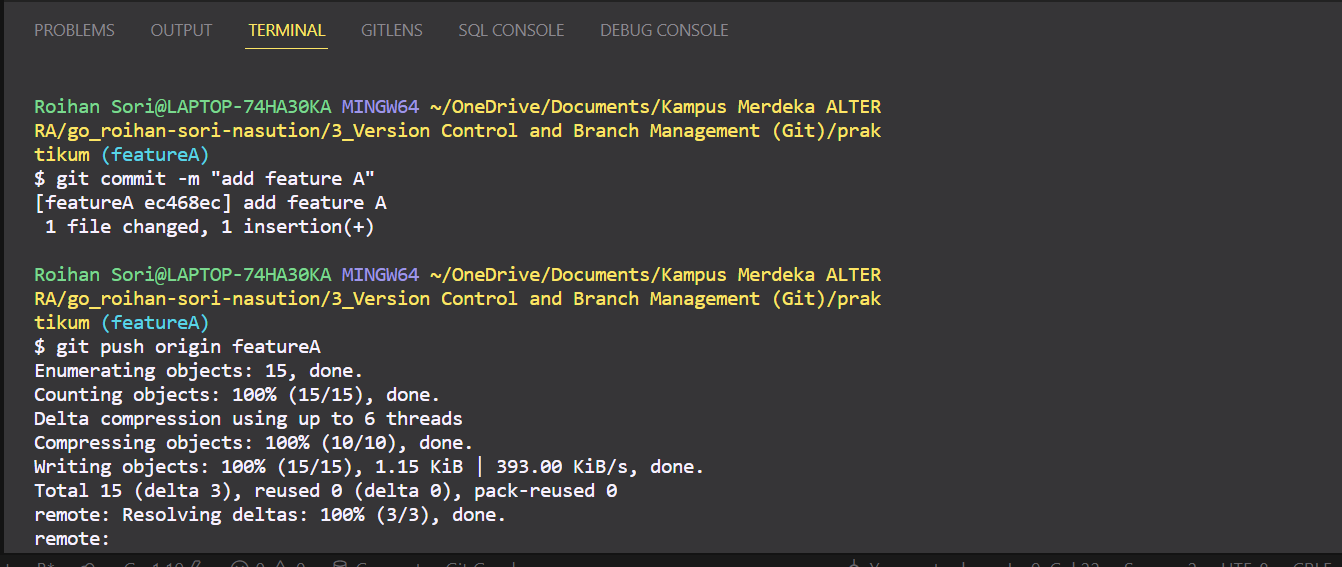 PROBLEMS OUTPUT TERMINAL GITLENS SQL CONSOLE DEBUG CONSOLE
Roihan Sori@LAPTOP-74HA30KA MINGW64 ~/OneDrive/Documents/Kampus Merdeka ALTER
RA/go_roihan-sori-nasution/3_Version Control and Branch Management (Git)/prak
tikum (featureA)
$ git commit -m "add feature A"
[featureA ec468ec] add feature A
 1 file changed, 1 insertion(+)
Roihan Sori@LAPTOP-74HA30KA MINGW64 ~/OneDrive/Documents/Kampus Merdeka ALTER
RA/go_roihan-sori-nasution/3_Version Control and Branch Management (Git)/prak
tikum (featureA)
$ git push origin featureA
Enumerating objects: 15, done.
Counting objects: 100% (15/15), done.
Delta compression using up to 6 threads
Compressing objects: 100% (10/10), done.
Writing objects: 100% (15/15), 1.15 KiB | 393.00 KiB/s, done.
Total 15 (delta 3), reused 0 (delta 0), pack-reused 0
remote: Resolving deltas: 100% (3/3), done.
remote: